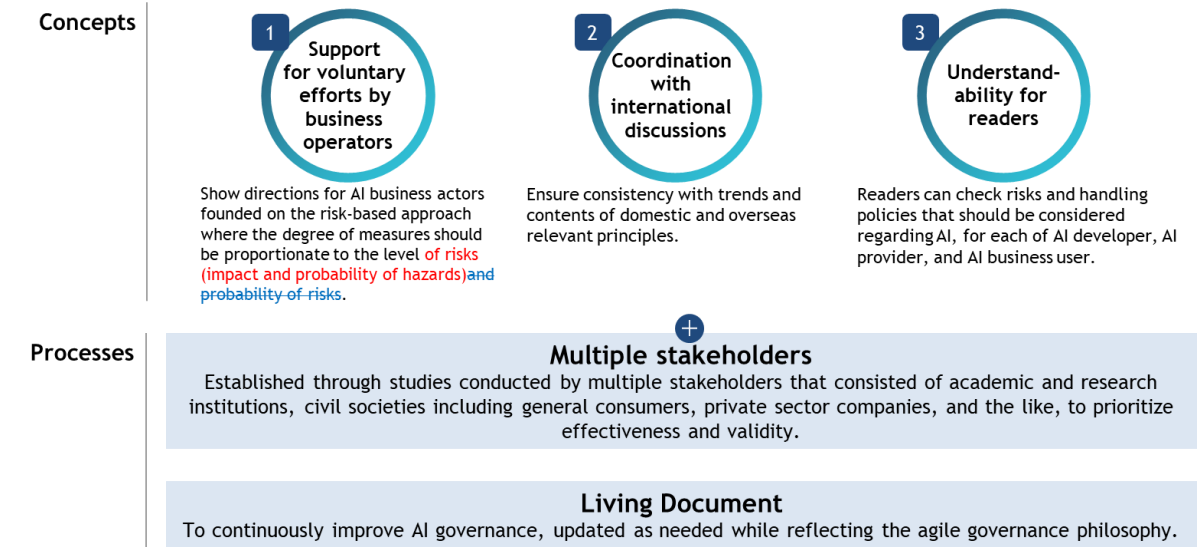 Concepts
1
Support
for voluntary
efforts by
business
operators
Show directions for AI business actors
founded on the risk-based approach
where the degree of measures should
be proportionate to the level of risks
(impact and probability of hazards)and
probability of risks.
2
Coordination
with
international
discussions
Ensure consistency with trends and
contents of domestic and overseas
relevant principles.
3
Understand-
ability for
readers
Readers can check risks and handling
policies that should be considered
regarding AI, for each of AI developer, AI
provider, and AI business user.
Processes
+
Multiple stakeholders
Established through studies conducted by multiple stakeholders that consisted of academic and research
institutions, civil societies including general consumers, private sector companies, and the like, to prioritize
effectiveness and validity.
Living Document
To continuously improve AI governance, updated as needed while reflecting the agile governance philosophy.